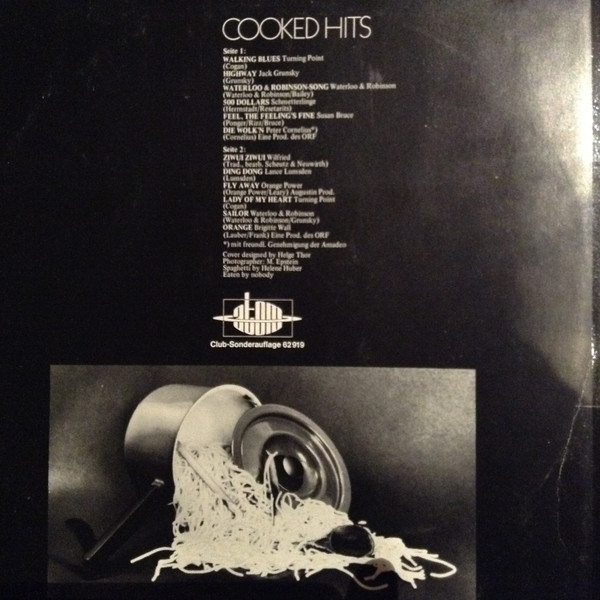 COOKED HITS
Seite 1:
WALKING BLUES Turning Point
(Cogan)
HIGHWAY Jack Grunsky
(Grunsky)
WATERLOO & ROBINSON-SONG Waterloo & Robinson
(Waterloo & Robinson/Bailey)
500 DOLLARS Schmetterlinge
(Herrnstadt/Resetarits)
FEEL, THE FEELING'S FINE Susan Bruce
(Ponger/Rizz/Bruce)
DIE WOLK'N Peter Cornelius*)
(Cornelius) Eine Prod. des ORF
Seite 2:
ZIWUI ZIWUI Wilfried
(Trad., bearb. Scheutz & Neuwirth)
DING DONG Lance Lumsden
(Lumsden)
FLY AWAY Orange Power
(Orange Power/Leary) Augustin Prod.
LADY OF MY HEART Turning Point
(Cogan)
SAILOR Waterloo & Robinson
(Waterloo & Robinson/Grunsky)
ORANGE Brigitte Wall
(Lauber/Frank) Eine Prod. des ORF
*) mit freundl. Genehmigung der Amadeo
Cover designed by Helge Thor
Photographer: M. Epstein
Spaghetti by Helene Huber
Eaten by nobody
atom
Club-Sonderauflage 62 919